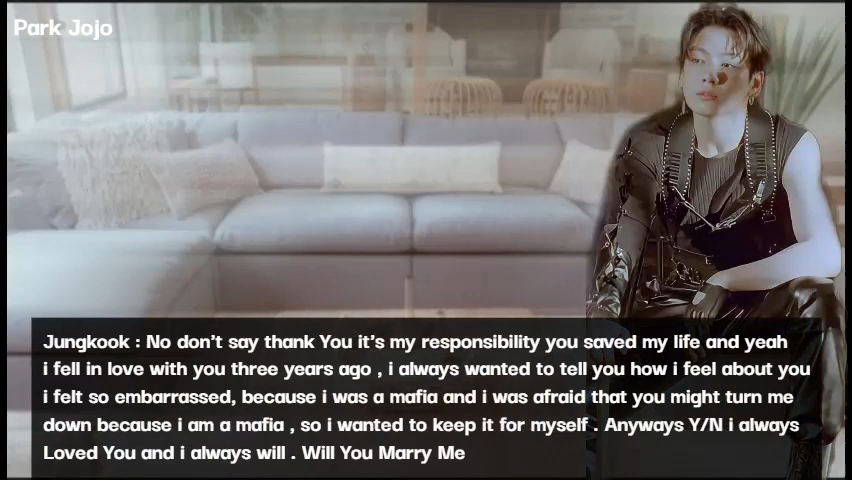 Park Jojo
Jungkook : No don't say thank You it's my responsibility you saved my life and yeah
i fell in love with you three years ago , i always wanted to tell you how i feel about you
i felt so embarrassed, because i was a mafia and i was afraid that you might turn me
down because i am a mafia , so i wanted to keep it for myself . Anyways Y/N i always
Loved You and i always will . Will You Marry Me